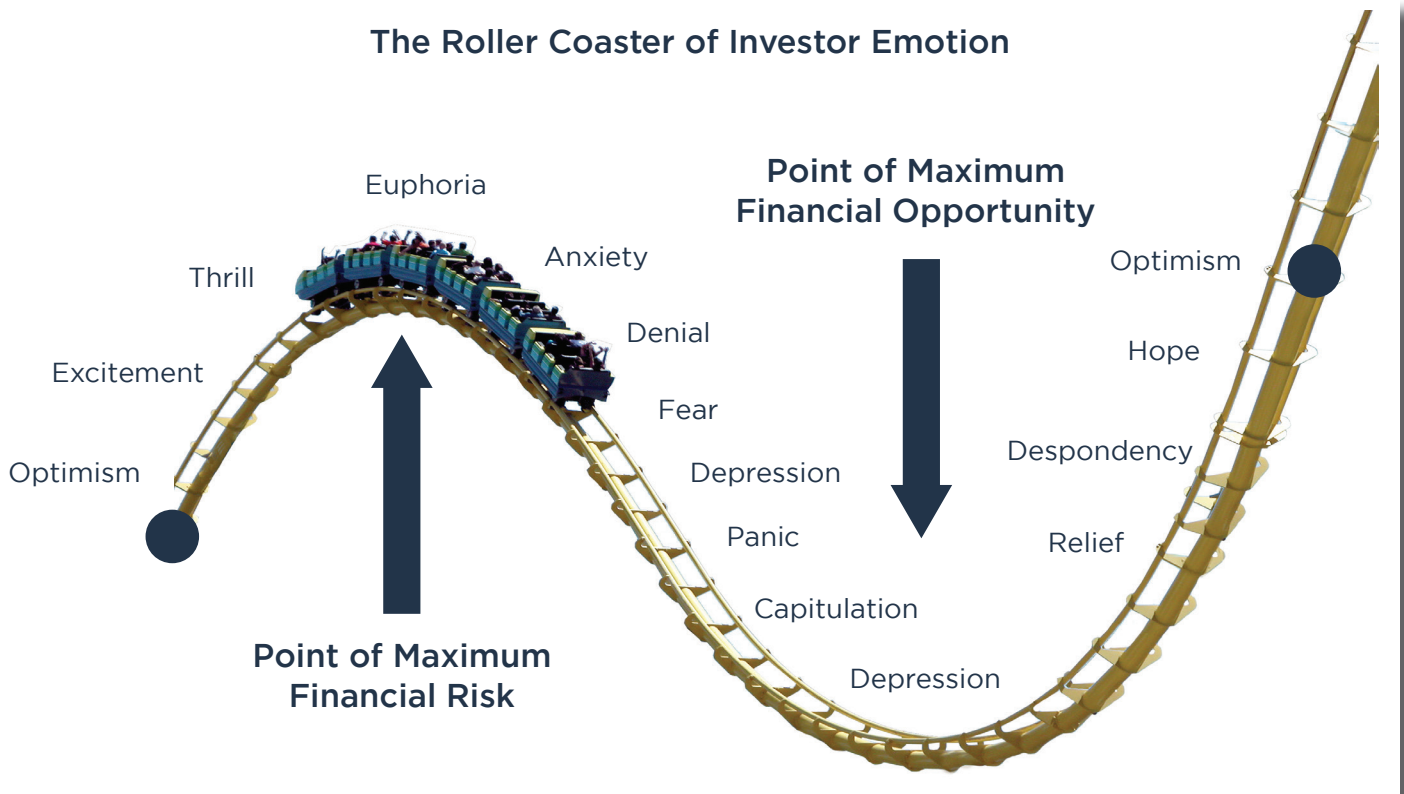 The Roller Coaster of Investor Emotion
Optimism
Excitement
Thrill
Euphoria
Anxiety
Denial
Fear
Depression
Panic
Capitulation
Depression
Relief
Despondency
Hope
Optimism
Point of Maximum
Financial Risk
Point of Maximum
Financial Opportunity